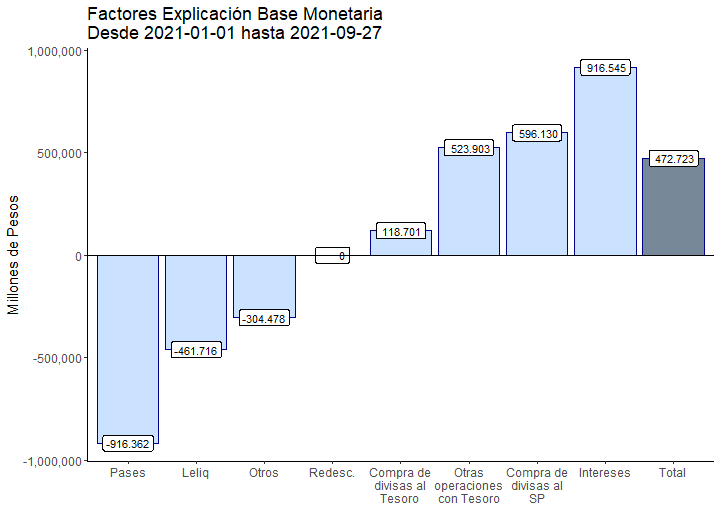 Factores Explicación Base Monetaria
Desde 2021-01-01 hasta 2021-09-27
Millones de Pesos
1,000,000
500,000
0
-500,000
-1,000,000
-916.362
-461.716
-304.478
0
118.701
523.903
596.130
916.545
472.723
Pases
Leliq
Otros
Redesc.
Compra de
divisas al
Tesoro
Otras
operaciones
con Tesoro
Compra de
divisas al
SP
Intereses
Total